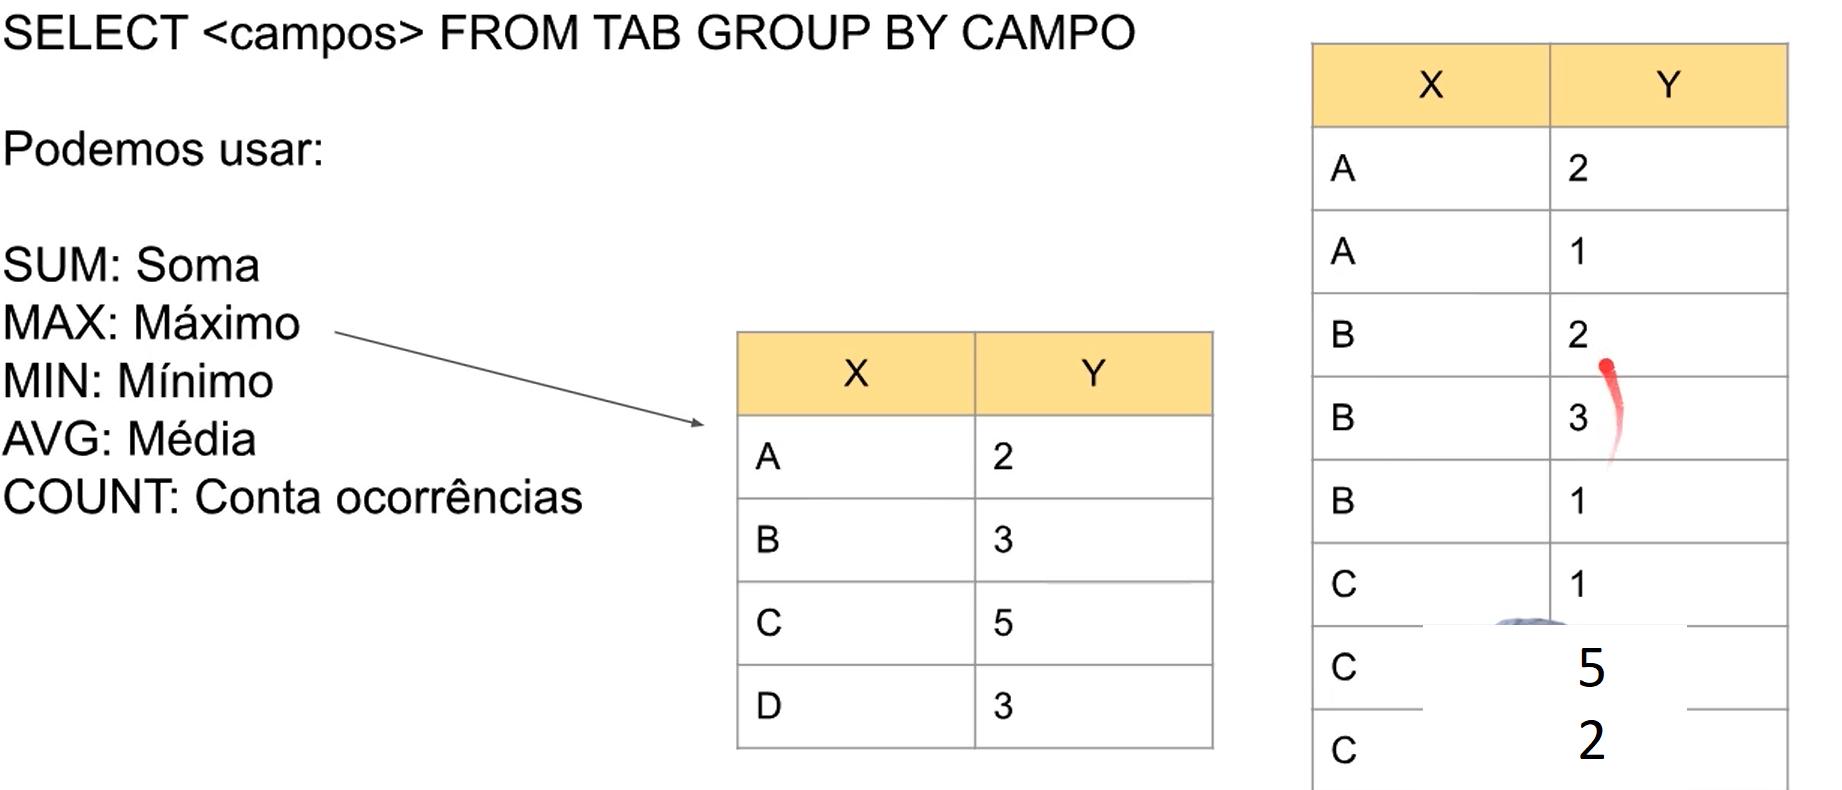 SELECT <campos> FROM TAB GROUP BY CAMPO
Podemos usar:
SUM: Soma
MAX: Máximo
MIN: Mínimo
AVG: Média
COUNT: Conta ocorrências
X Y
A 2
B 3
C 5
D 3
X Y
A 2
A 1
B 2
B 3
B 1
C 1
C 5
C 2